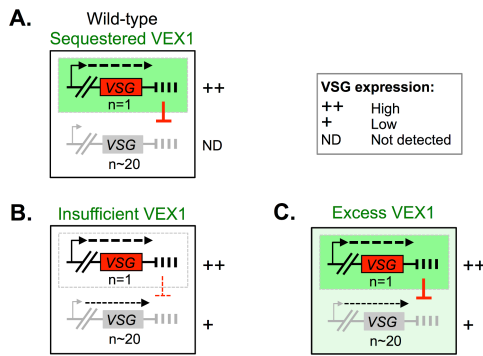 A.
Wild-type
Sequestered VEX1
VSG
n=1
++
VSG
n~20
ND
VSG expression:
++ High
+ Low
ND Not detected
B.
Insufficient VEX1
VSG
n=1
++
VSG
n~20
+
C.
Excess VEX1
VSG
n=1
++
VSG
n~20
+